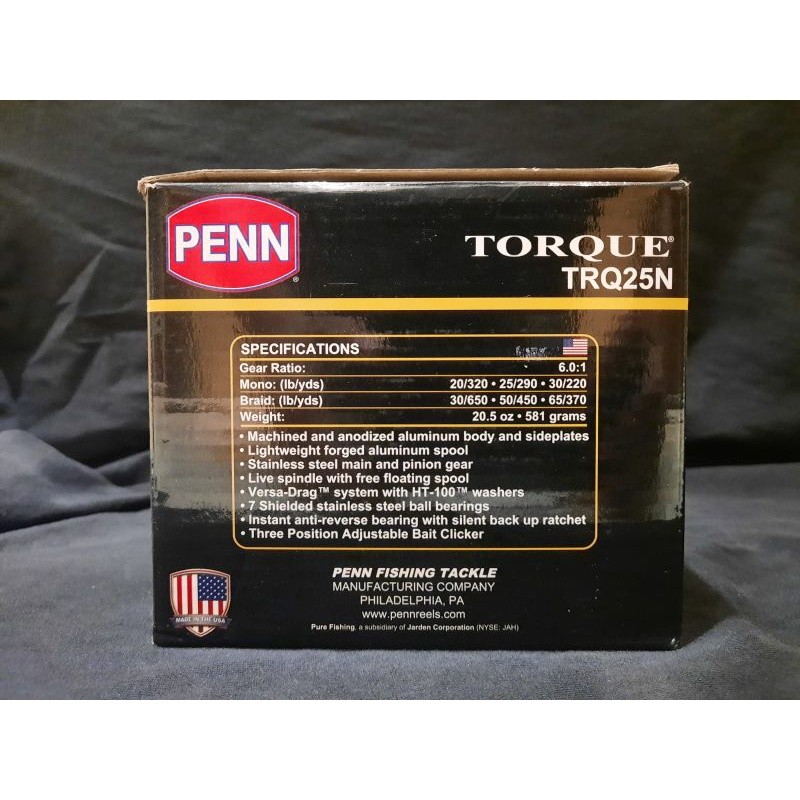 PENN
®
TORQUE®
TRQ25N
SPECIFICATIONS
Gear Ratio: 6.0:1
Mono: (lb/yds) 20/320 • 25/290 • 30/220
Braid: (lb/yds) 30/650 • 50/450 • 65/370
Weight: 20.5 oz • 581 grams
• Machined and anodized aluminum body and sideplates
• Lightweight forged aluminum spool
• Stainless steel main and pinion gear
• Live spindle with free floating spool
• Versa-Drag™ system with HT-100™ washers
• 7 Shielded stainless steel ball bearings
• Instant anti-reverse bearing with silent back up ratchet
• Three Position Adjustable Bait Clicker
MADE IN THE USA
PENN FISHING TACKLE
MANUFACTURING COMPANY
PHILADELPHIA, PA
www.pennreels.com
Pure Fishing, a subsidiary of Jarden Corporation (NYSE: JAH)